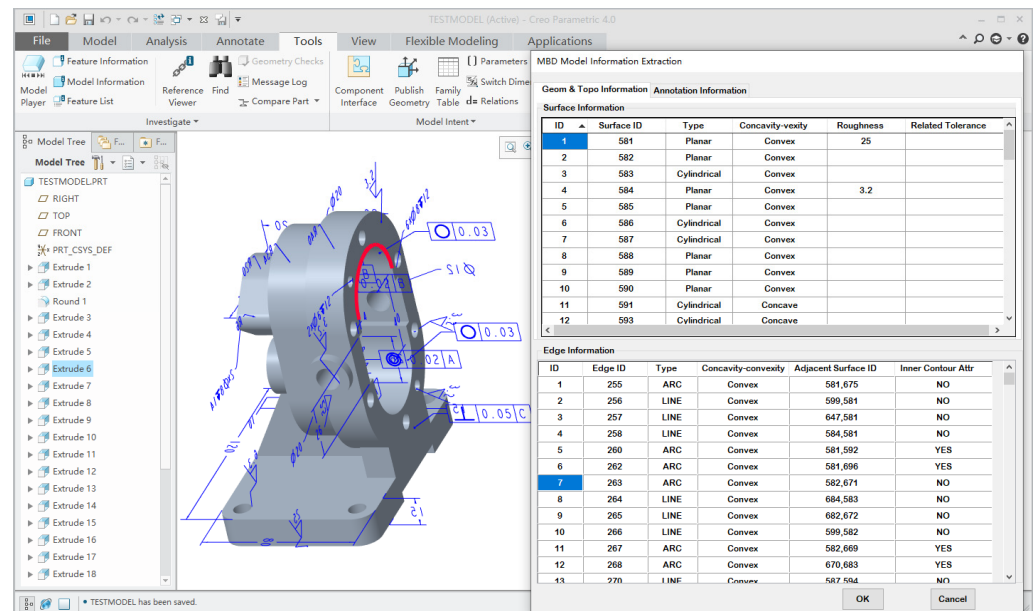 TESTMODEL (Active) - Creo Parametric 4.0
File Model Analysis Annotate Tools View Flexible Modeling Applications
Feature Information
Model Information
Feature List
Model Player
Reference Viewer
Find
Geometry Checks
Message Log
Compare Part
Component Interface
Publish Geometry
Family Table
[] Parameters
Switch Dime
d= Relations
Investigate
Model Intent
Model Tree F... F...
Model Tree
TESTMODEL.PRT
RIGHT
TOP
FRONT
PRT_CSYS_DEF
Extrude 1
Extrude 2
Round 1
Extrude 3
Extrude 4
Extrude 5
Extrude 6
Extrude 7
Extrude 8
Extrude 9
Extrude 10
Extrude 11
Extrude 12
Extrude 13
Extrude 14
Extrude 15
Extrude 16
Extrude 17
Extrude 18
0.03
B
0.02 B
A
0.03
0.02 A
0.05 C
120
80
15
MBD Model Information Extraction
Geom & Topo Information Annotation Information
Surface Information
ID Surface ID Type Concavity-vexity Roughness Related Tolerance
1 581 Planar Convex 25
2 582 Planar Convex
3 583 Cylindrical Convex
4 584 Planar Convex 3.2
5 585 Planar Convex
6 586 Cylindrical Convex
7 587 Cylindrical Convex
8 588 Planar Convex
9 589 Planar Convex
10 590 Planar Convex
11 591 Cylindrical Concave
12 593 Cylindrical Concave
Edge Information
ID Edge ID Type Concavity-convexity Adjacent Surface ID Inner Contour Attr
1 255 ARC Convex 581,675 NO
2 256 LINE Convex 599,581 NO
3 257 LINE Convex 647,581 NO
4 258 LINE Convex 584,581 NO
5 260 ARC Convex 581,592 YES
6 262 ARC Convex 581,696 YES
7 263 ARC Convex 582,671 NO
8 264 LINE Convex 684,583 NO
9 265 LINE Convex 682,672 NO
10 266 LINE Convex 599,582 NO
11 267 ARC Convex 582,669 YES
12 268 ARC Convex 670,683 YES
13 270 LINE Convex 587,594 NO
OK Cancel
• TESTMODEL has been saved.